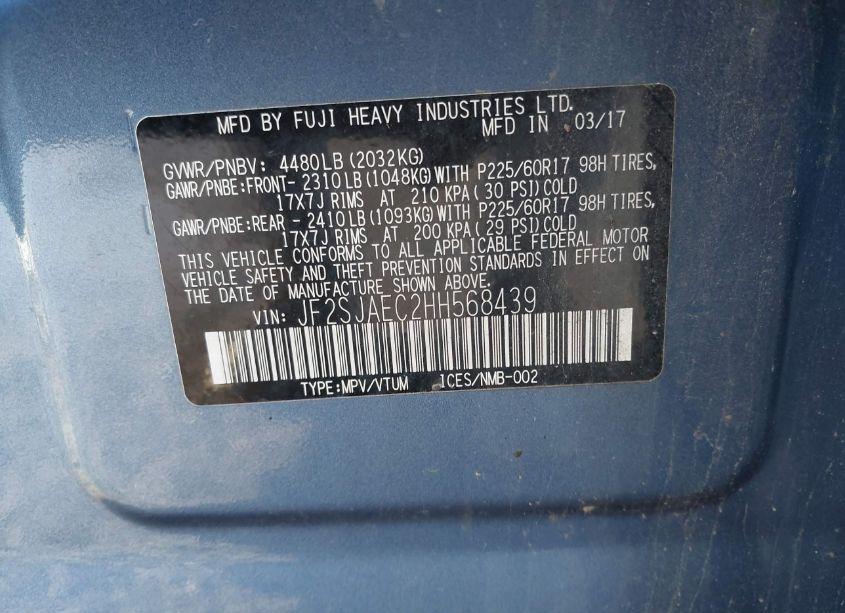 MFD BY FUJI HEAVY INDUSTRIES LTD.
MFD IN 03/17
GVWR/PNBV: 4480LB(2032KG)
GAWR/PNBE:FRONT- 2310LB(1048KG)WITH P225/60R17 98H TIRES,
17X7J RIMS AT 210 KPA(30 PSI)COLD
GAWR/PNBE:REAR - 2410LB(1093KG)WITH P225/60R17 98H TIRES,
17X7J RIMS AT 200 KPA(29 PSI)COLD
THIS VEHICLE CONFORMS TO ALL APPLICABLE FEDERAL MOTOR
VEHICLE SAFETY AND THEFT PREVENTION STANDARDS IN EFFECT ON
THE DATE OF MANUFACTURE SHOWN ABOVE.
VIN: JF2SJAEC2HH568439
TYPE:MPV/VTUM ICES/NMB-002